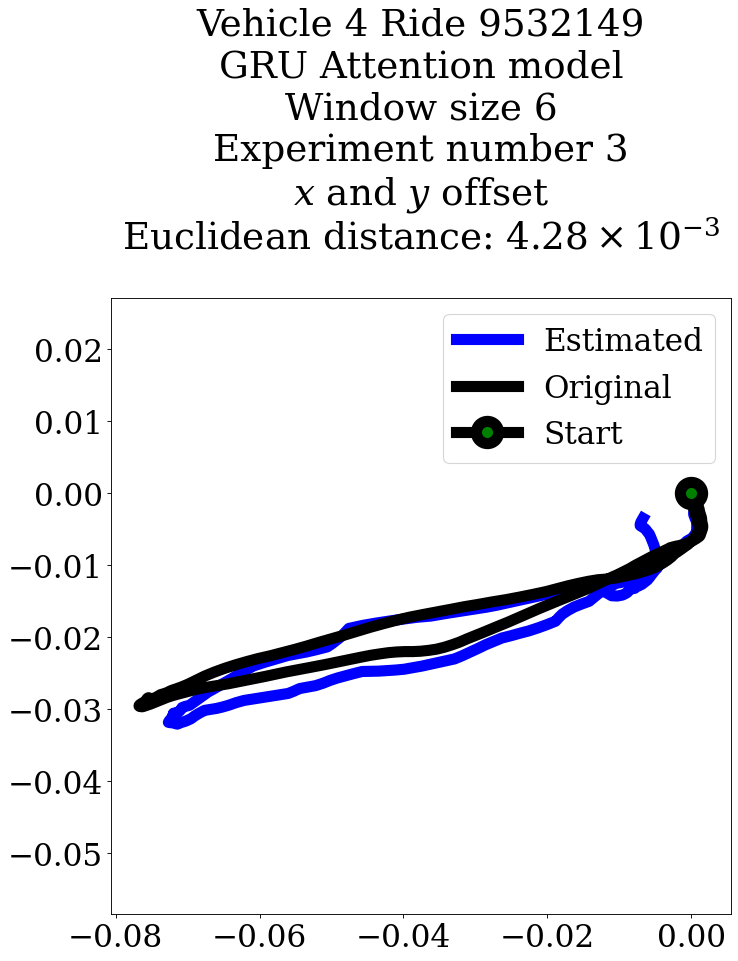 Vehicle 4 Ride 9532149
GRU Attention model
Window size 6
Experiment number 3
x and y offset
Euclidean distance: 4.28 × 10⁻³
Estimated
Original
Start
0.02
0.01
0.00
−0.01
−0.02
−0.03
−0.04
−0.05
−0.08 −0.06 −0.04 −0.02 0.00